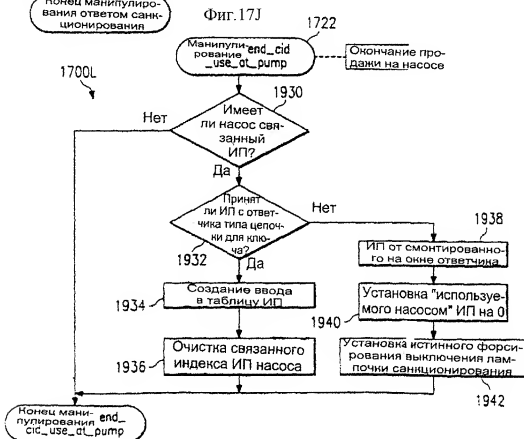 Конец манипулиро-
вания ответом санк-
ционирования
Фиг.17J
1722
Манипули-
рование end_cid
_use_at_pump
Окончание про-
дажи на насосе
1700L
1930
Имеет
ли насос свя-
занный
ИП?
Нет
Да
Принят
ли ИП с ответ-
чика типа цепоч-
ки для клю-
ча?
1932
Нет
Да
1938
ИП от смонтированно-
го на окне ответчика
1934
Создание ввода
в таблицу ИП
Установка "используе-
мого насосом" ИП на 0
1940
1936
Очистка связанного
индекса ИП насоса
Установка истинного форси-
рования выключения лам-
почки санкционирования
1942
Конец мани-
пулирования end_
cid_use_at_pump